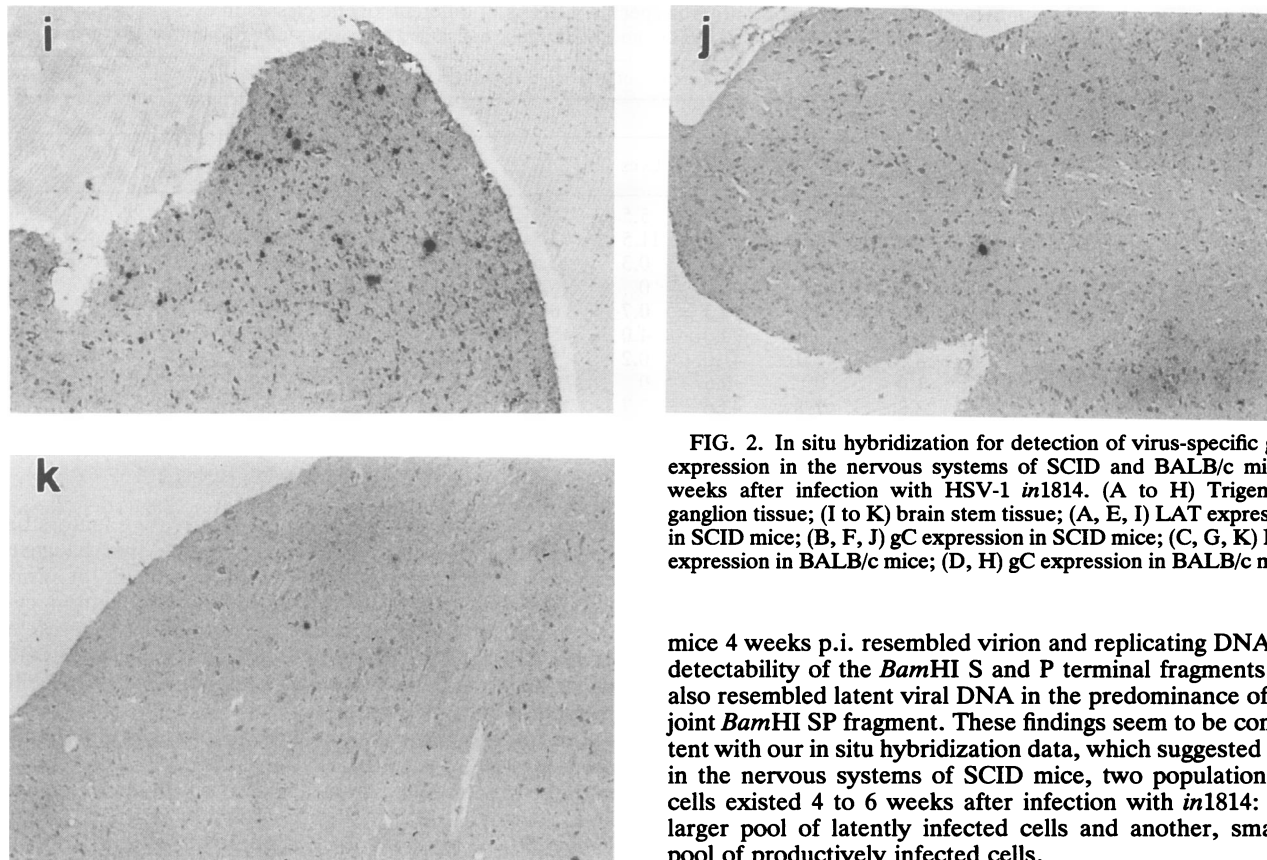 i
j
k
FIG. 2. In situ hybridization for detection of virus-specific
expression in the nervous systems of SCID and BALB/c
weeks after infection with HSV-1 in1814. (A to H)
ganglion tissue; (I to K) brain stem tissue; (A, E, I) LAT
in SCID mice; (B, F, J) gC expression in SCID mice; (C, G, K)
expression in BALB/c mice; (D, H) gC expression in BALB/c
mice 4 weeks p.i. resembled virion and replicating DNA
detectability of the BamHI S and P terminal fragments
also resembled latent viral DNA in the predominance of
joint BamHI SP fragment. These findings seem to be
tent with our in situ hybridization data, which suggested
in the nervous systems of SCID mice, two
cells existed 4 to 6 weeks after infection with in1814:
larger pool of latently infected cells and another,
pool of productively infected cells.